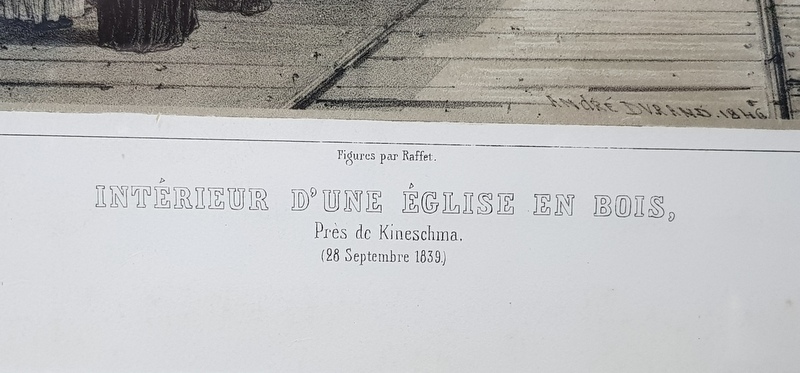 André Durand. 1846
Figures par Raffet.
INTÉRIEUR D'UNE ÉGLISE EN BOIS,
Près de Kineschma.
(28 Septembre 1839.)